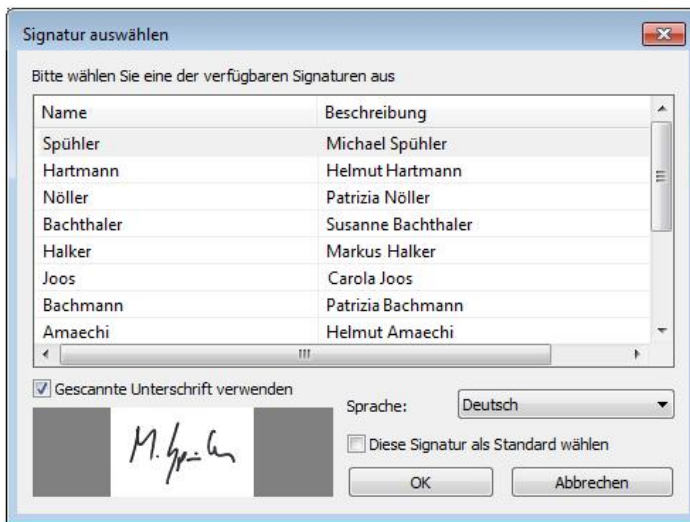 Signatur auswählen
Bitte wählen Sie eine der verfügbaren Signaturen aus
Name Beschreibung
Spühler Michael Spühler
Hartmann Helmut Hartmann
Nöller Patrizia Nöller
Bachthaler Susanne Bachthaler
Halker Markus Halker
Joos Carola Joos
Bachmann Patrizia Bachmann
Amaechi Helmut Amaechi
Gescannte Unterschrift verwenden
Sprache: Deutsch
M.
Diese Signatur als Standard wählen
OK Abbrechen